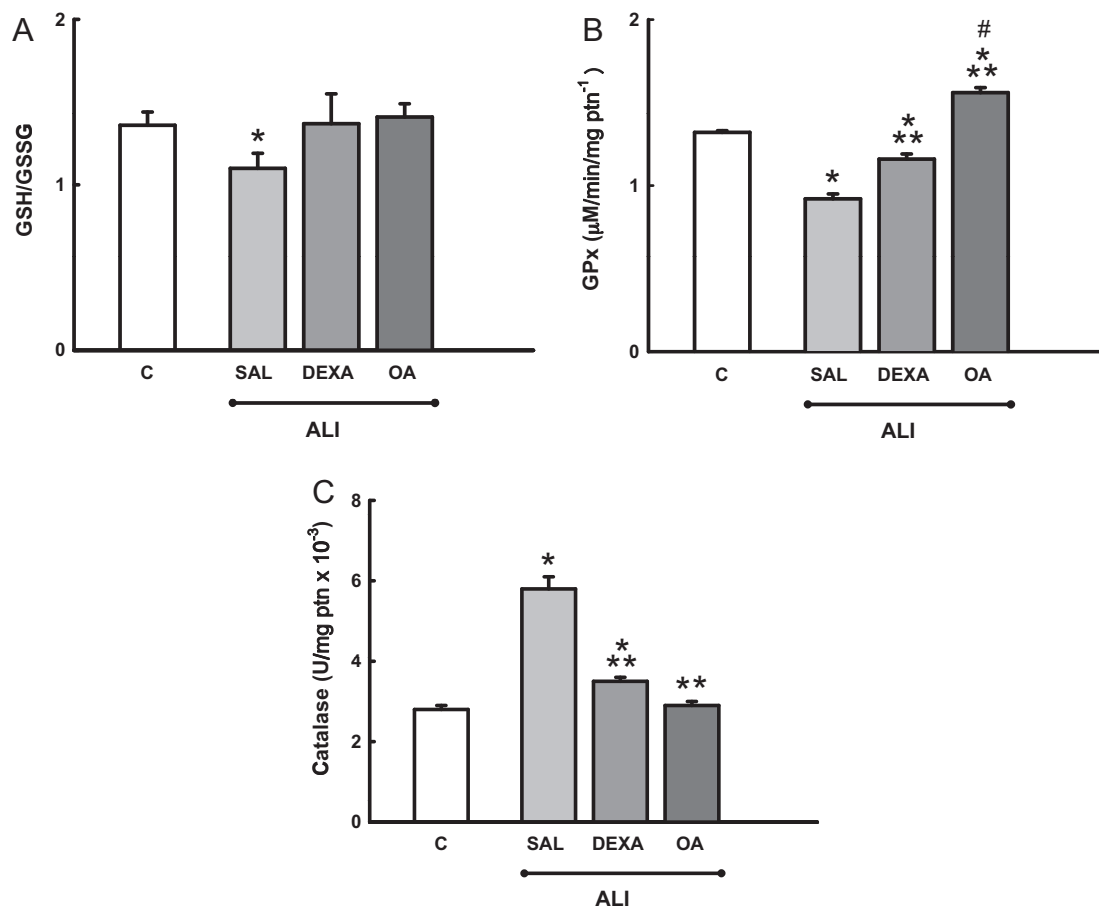 A
GSH/GSSG
2
1
0
*
C
SAL
DEXA
OA
ALI
B
GPx (μM/min/mg ptn⁻¹ )
2
1
0
*
*
**
#
*
**
C
SAL
DEXA
OA
ALI
C
Catalase (U/mg ptn x 10⁻³)
8
6
4
2
0
*
*
**
**
C
SAL
DEXA
OA
ALI